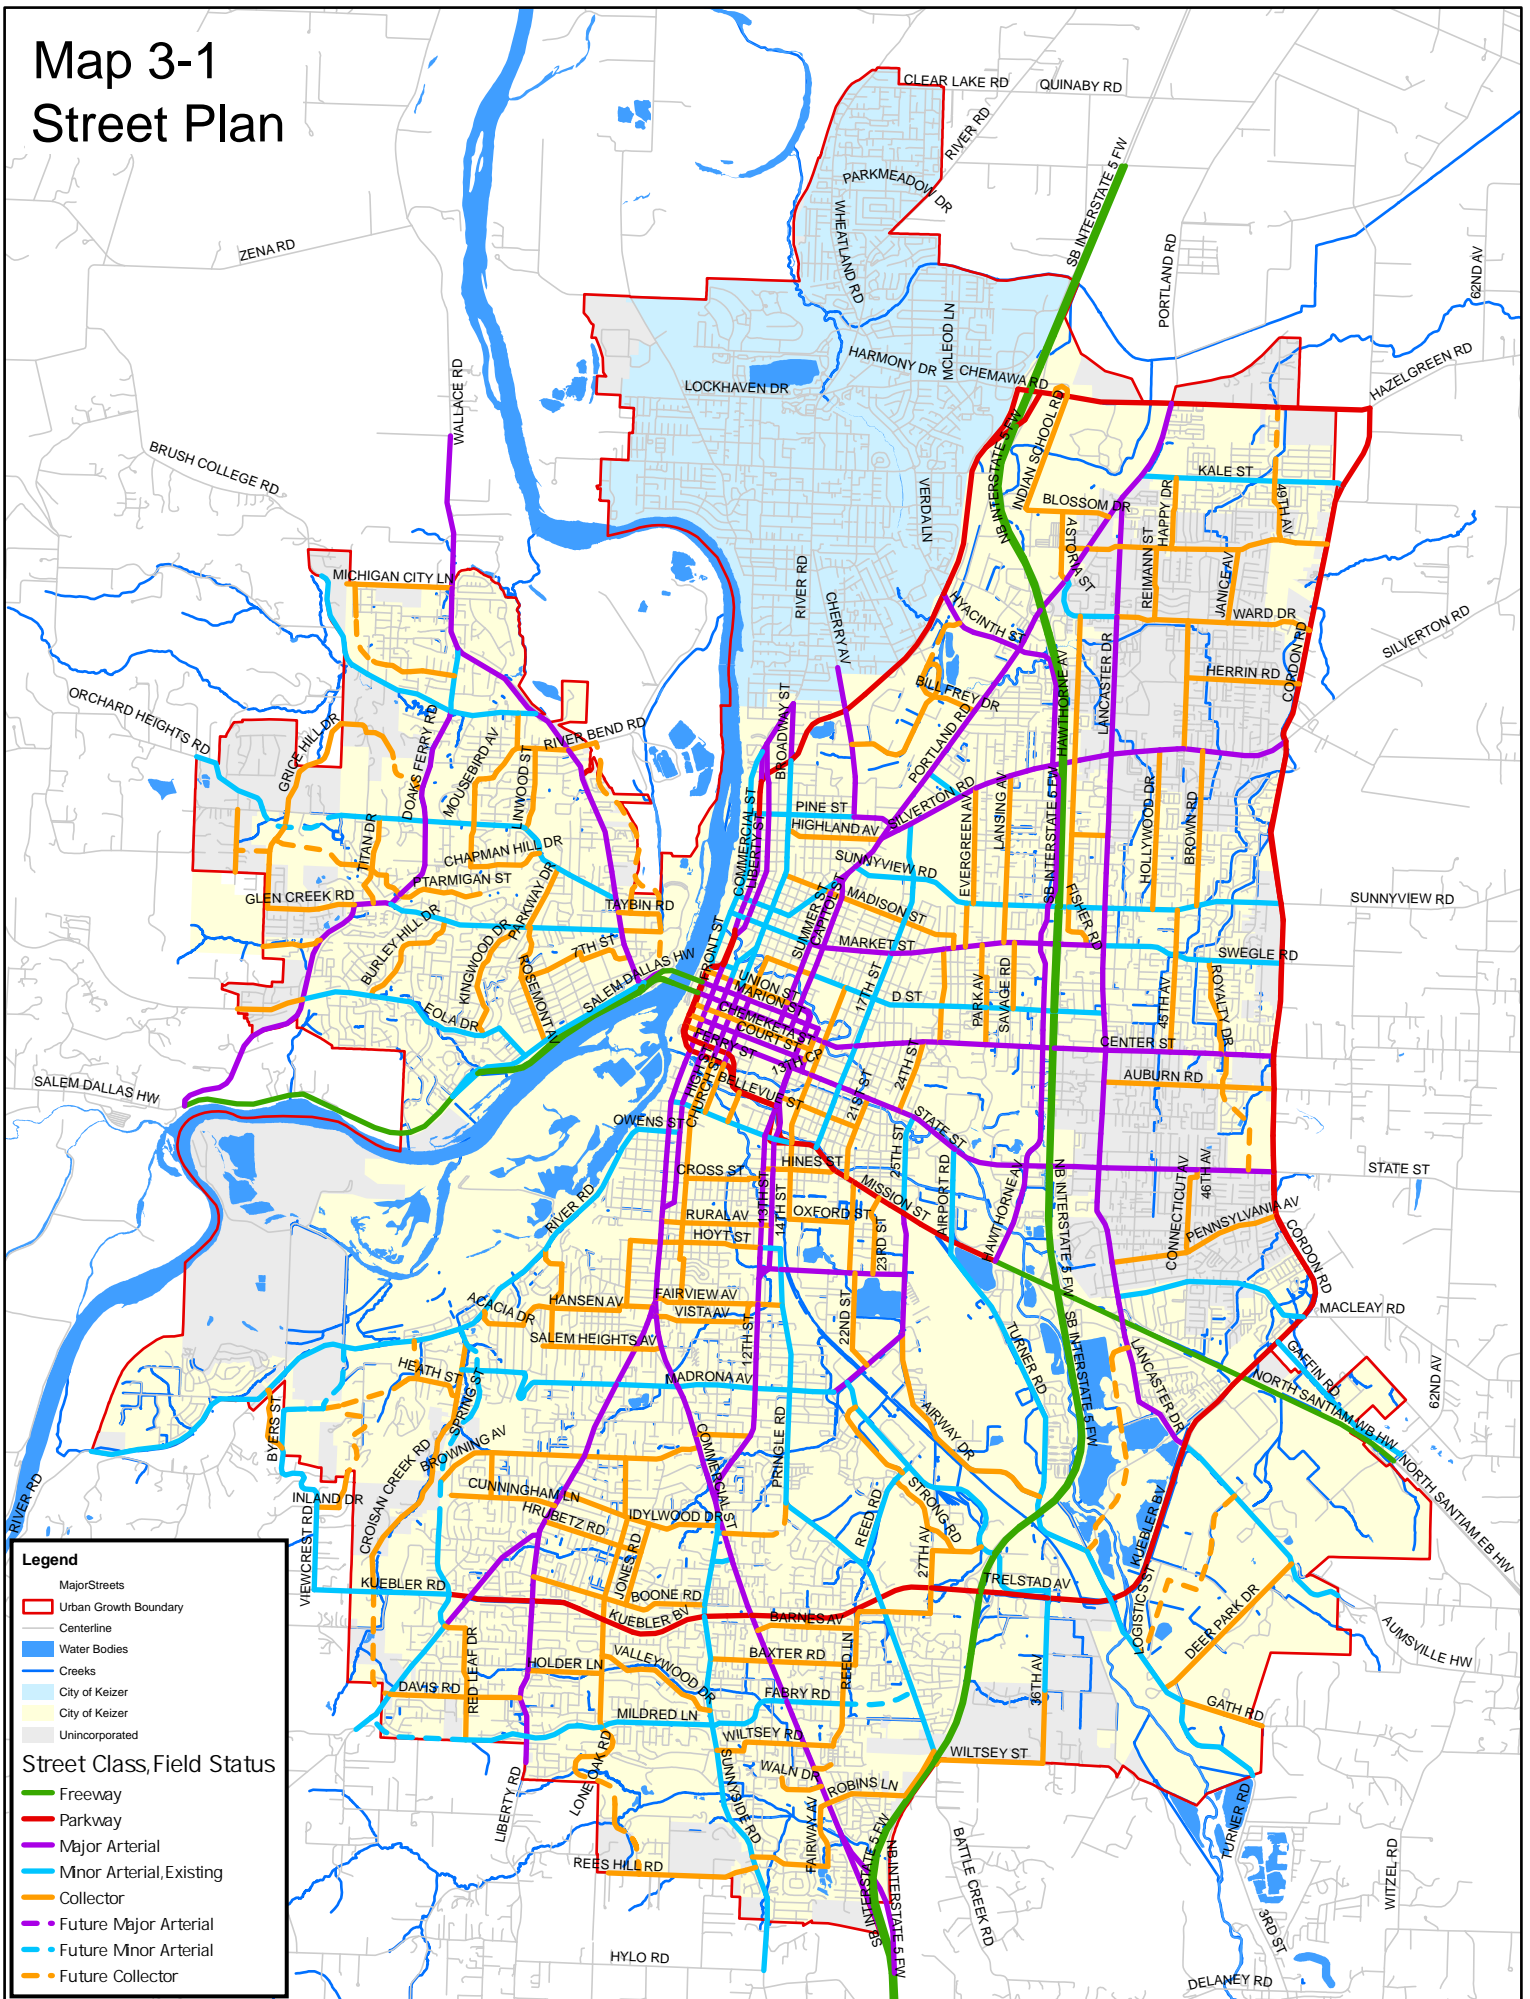 Map 3-1
Street Plan
CLEAR LAKE RD
QUINABY RD
RIVER RD
SB INTERSTATE 5 FW
PARKMEADOW DR
WHEATLAND RD
ZENA RD
PORTLAND RD
62ND AV
MCLEOD LN
HARMONY DR
CHEMAWA RD
LOCKHAVEN DR
HAZELGREEN RD
WALLACE RD
INDIAN SCHOOL RD
NB INTERSTATE 5 FW
BRUSH COLLEGE RD
KALE ST
VERDA LN
BLOSSOM DR
HAPPY DR
49TH AV
ASTORIA ST
REIMANN ST
JANICE AV
MICHIGAN CITY LN
RIVER RD
CHERRY AV
HYACINTH ST
WARD DR
SILVERTON RD
CORDON RD
HERRIN RD
LANCASTER DR
HAWTHORNE AV
BILL FREY DR
ORCHARD HEIGHTS RD
GRICE HILL DR
DOAKS FERRY RD
MOUSEBIRD AV
LINWOOD ST
RIVER BEND RD
BROADWAY ST
PORTLAND RD
SILVERTON RD
COMMERCIAL ST
LIBERTY ST
PINE ST
HIGHLAND AV
EVERGREEN AV
LANSING AV
SB INTERSTATE 5 FW
HOLLYWOOD DR
BROWN RD
TITAN DR
CHAPMAN HILL DR
PTARMIGAN ST
PARKWAY DR
SUNNYVIEW RD
MADISON ST
FISHER RD
GLEN CREEK RD
TAYBIN RD
SUNNYVIEW RD
BURLEY HILL DR
KINGWOOD DR
7TH ST
ROSEMONT AV
FRONT ST
SUMMER ST
CAPITOL ST
MARKET ST
SWEGLE RD
SALEM DALLAS HW
UNION ST
MARION ST
17TH ST
D ST
PARK AV
SAVAGE RD
45TH AV
ROYALTY DR
EOLA DR
CHEMEKETA ST
COURT ST
FERRY ST
13TH CP
CENTER ST
24TH ST
AUBURN RD
SALEM DALLAS HW
HIGH ST
CHURCH ST
BELLEVUE ST
21ST ST
OWENS ST
STATE ST
25TH ST
CROSS ST
HINES ST
MISSION ST
AIRPORT RD
HAWTHORNE AV
NB INTERSTATE 5 FW
CONNECTICUT AV
46TH AV
STATE ST
RIVER RD
13TH ST
14TH ST
RURAL AV
OXFORD ST
HOYT ST
23RD ST
PENNSYLVANIA AV
CORDON RD
ACACIA DR
HANSEN AV
FAIRVIEW AV
VISTA AV
22ND ST
MACLEAY RD
SALEM HEIGHTS AV
12TH ST
TURNER RD
SB INTERSTATE 5 FW
LANCASTER DR
GAFFIN RD
HEATH ST
SPRING ST
MADRONA AV
NORTH SANTIAM WB HW
62ND AV
BYERS ST
AIRWAY DR
COMMERCIAL ST
PRINGLE RD
CROISAN CREEK RD
BROWNING AV
NORTH SANTIAM EB HW
RIVER RD
INLAND DR
CUNNINGHAM LN
HRUBETZ RD
IDYLWOOD DR
REED RD
STRONG RD
VIEWCREST RD
27TH AV
KUEBLER BV
KUEBLER RD
JONES RD
BOONE RD
TRELSTAD AV
LOGISTICS ST
KUEBLER BV
BARNES AV
DEER PARK DR
AUMSVILLE HW
RED LEAF DR
HOLDER LN
VALLEYWOOD DR
BAXTER RD
REED LN
DAVIS RD
FABRY RD
36TH AV
GATH RD
MILDRED LN
WILTSEY RD
WILTSEY ST
LONE OAK RD
WALN DR
ROBINS LN
LIBERTY RD
SUNNYSIDE RD
FAIRWAY AV
TURNER RD
REES HILL RD
SB INTERSTATE 5 FW
NB INTERSTATE 5 FW
BATTLE CREEK RD
WITZEL RD
3RD ST
HYLO RD
DELANEY RD
Legend
MajorStreets
Urban Growth Boundary
Centerline
Water Bodies
Creeks
City of Keizer
City of Keizer
Unincorporated
Street Class, Field Status
Freeway
Parkway
Major Arterial
Minor Arterial, Existing
Collector
Future Major Arterial
Future Minor Arterial
Future Collector